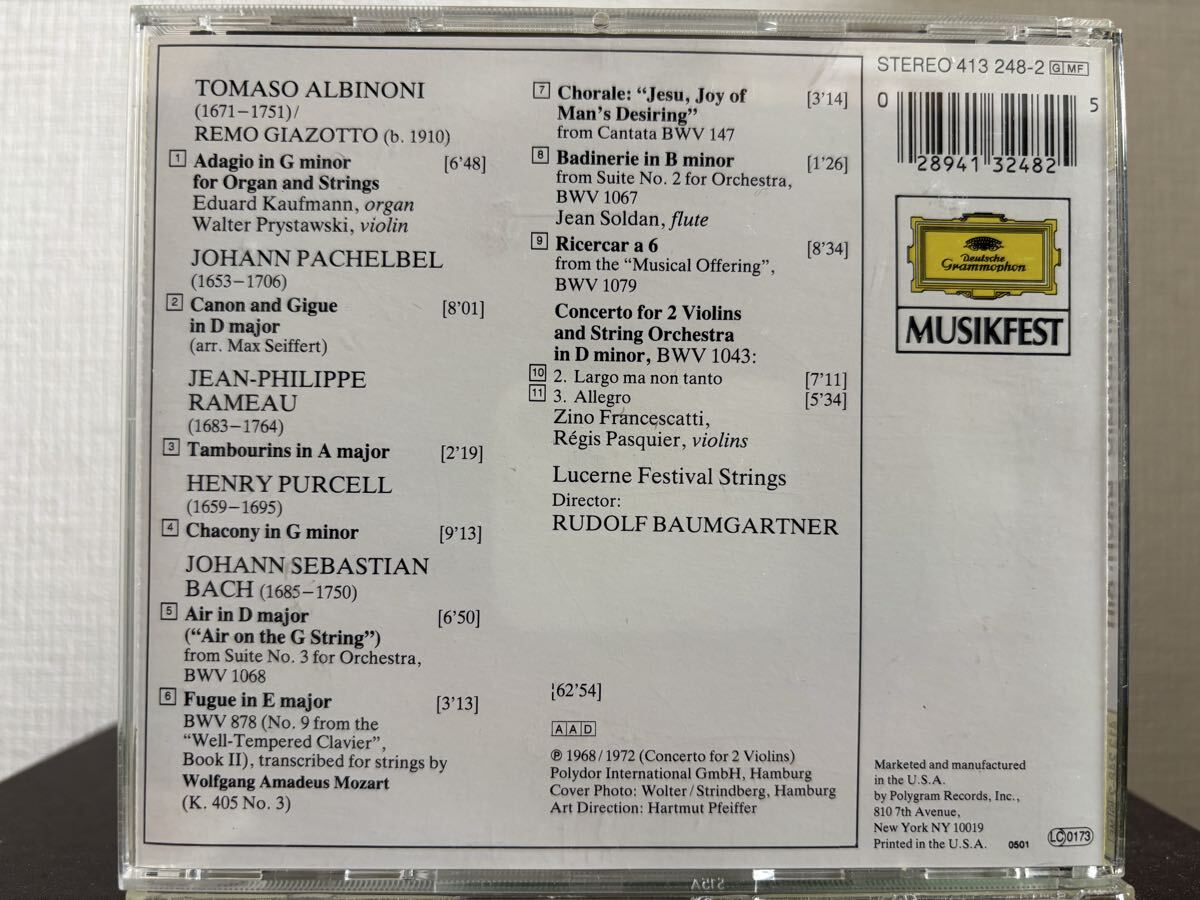 TOMASO ALBINONI
(1671–1751)/
REMO GIAZOTTO (b. 1910)
1 Adagio in G minor [6'48]
for Organ and Strings
Eduard Kaufmann, organ
Walter Prystawski, violin
JOHANN PACHELBEL
(1653–1706)
2 Canon and Gigue [8'01]
in D major
(arr. Max Seiffert)
JEAN-PHILIPPE
RAMEAU
(1683–1764)
3 Tambourins in A major [2'19]
HENRY PURCELL
(1659–1695)
4 Chacony in G minor [9'13]
JOHANN SEBASTIAN
BACH (1685–1750)
5 Air in D major [6'50]
("Air on the G String")
from Suite No. 3 for Orchestra,
BWV 1068
6 Fugue in E major [3'13]
BWV 878 (No. 9 from the
"Well-Tempered Clavier",
Book II), transcribed for strings by
Wolfgang Amadeus Mozart
(K. 405 No. 3)
7 Chorale: "Jesu, Joy of [3'14]
Man's Desiring"
from Cantata BWV 147
8 Badinerie in B minor [1'26]
from Suite No. 2 for Orchestra,
BWV 1067
Jean Soldan, flute
9 Ricercar a 6 [8'34]
from the "Musical Offering",
BWV 1079
Concerto for 2 Violins
and String Orchestra
in D minor, BWV 1043:
10 2. Largo ma non tanto [7'11]
11 3. Allegro [5'34]
Zino Francescatti,
Régis Pasquier, violins
Lucerne Festival Strings
Director:
RUDOLF BAUMGARTNER
[62'54]
AAD
℗ 1968/1972 (Concerto for 2 Violins)
Polydor International GmbH, Hamburg
Cover Photo: Wolter/Strindberg, Hamburg
Art Direction: Hartmut Pfeiffer
STEREO 413 248-2 G MF
0 28941 32482 5
Deutsche
Grammophon
MUSIKFEST
Marketed and manufactured
in the U.S.A.
by Polygram Records, Inc.,
810 7th Avenue,
New York NY 10019
Printed in the U.S.A. 0501 LC 0173